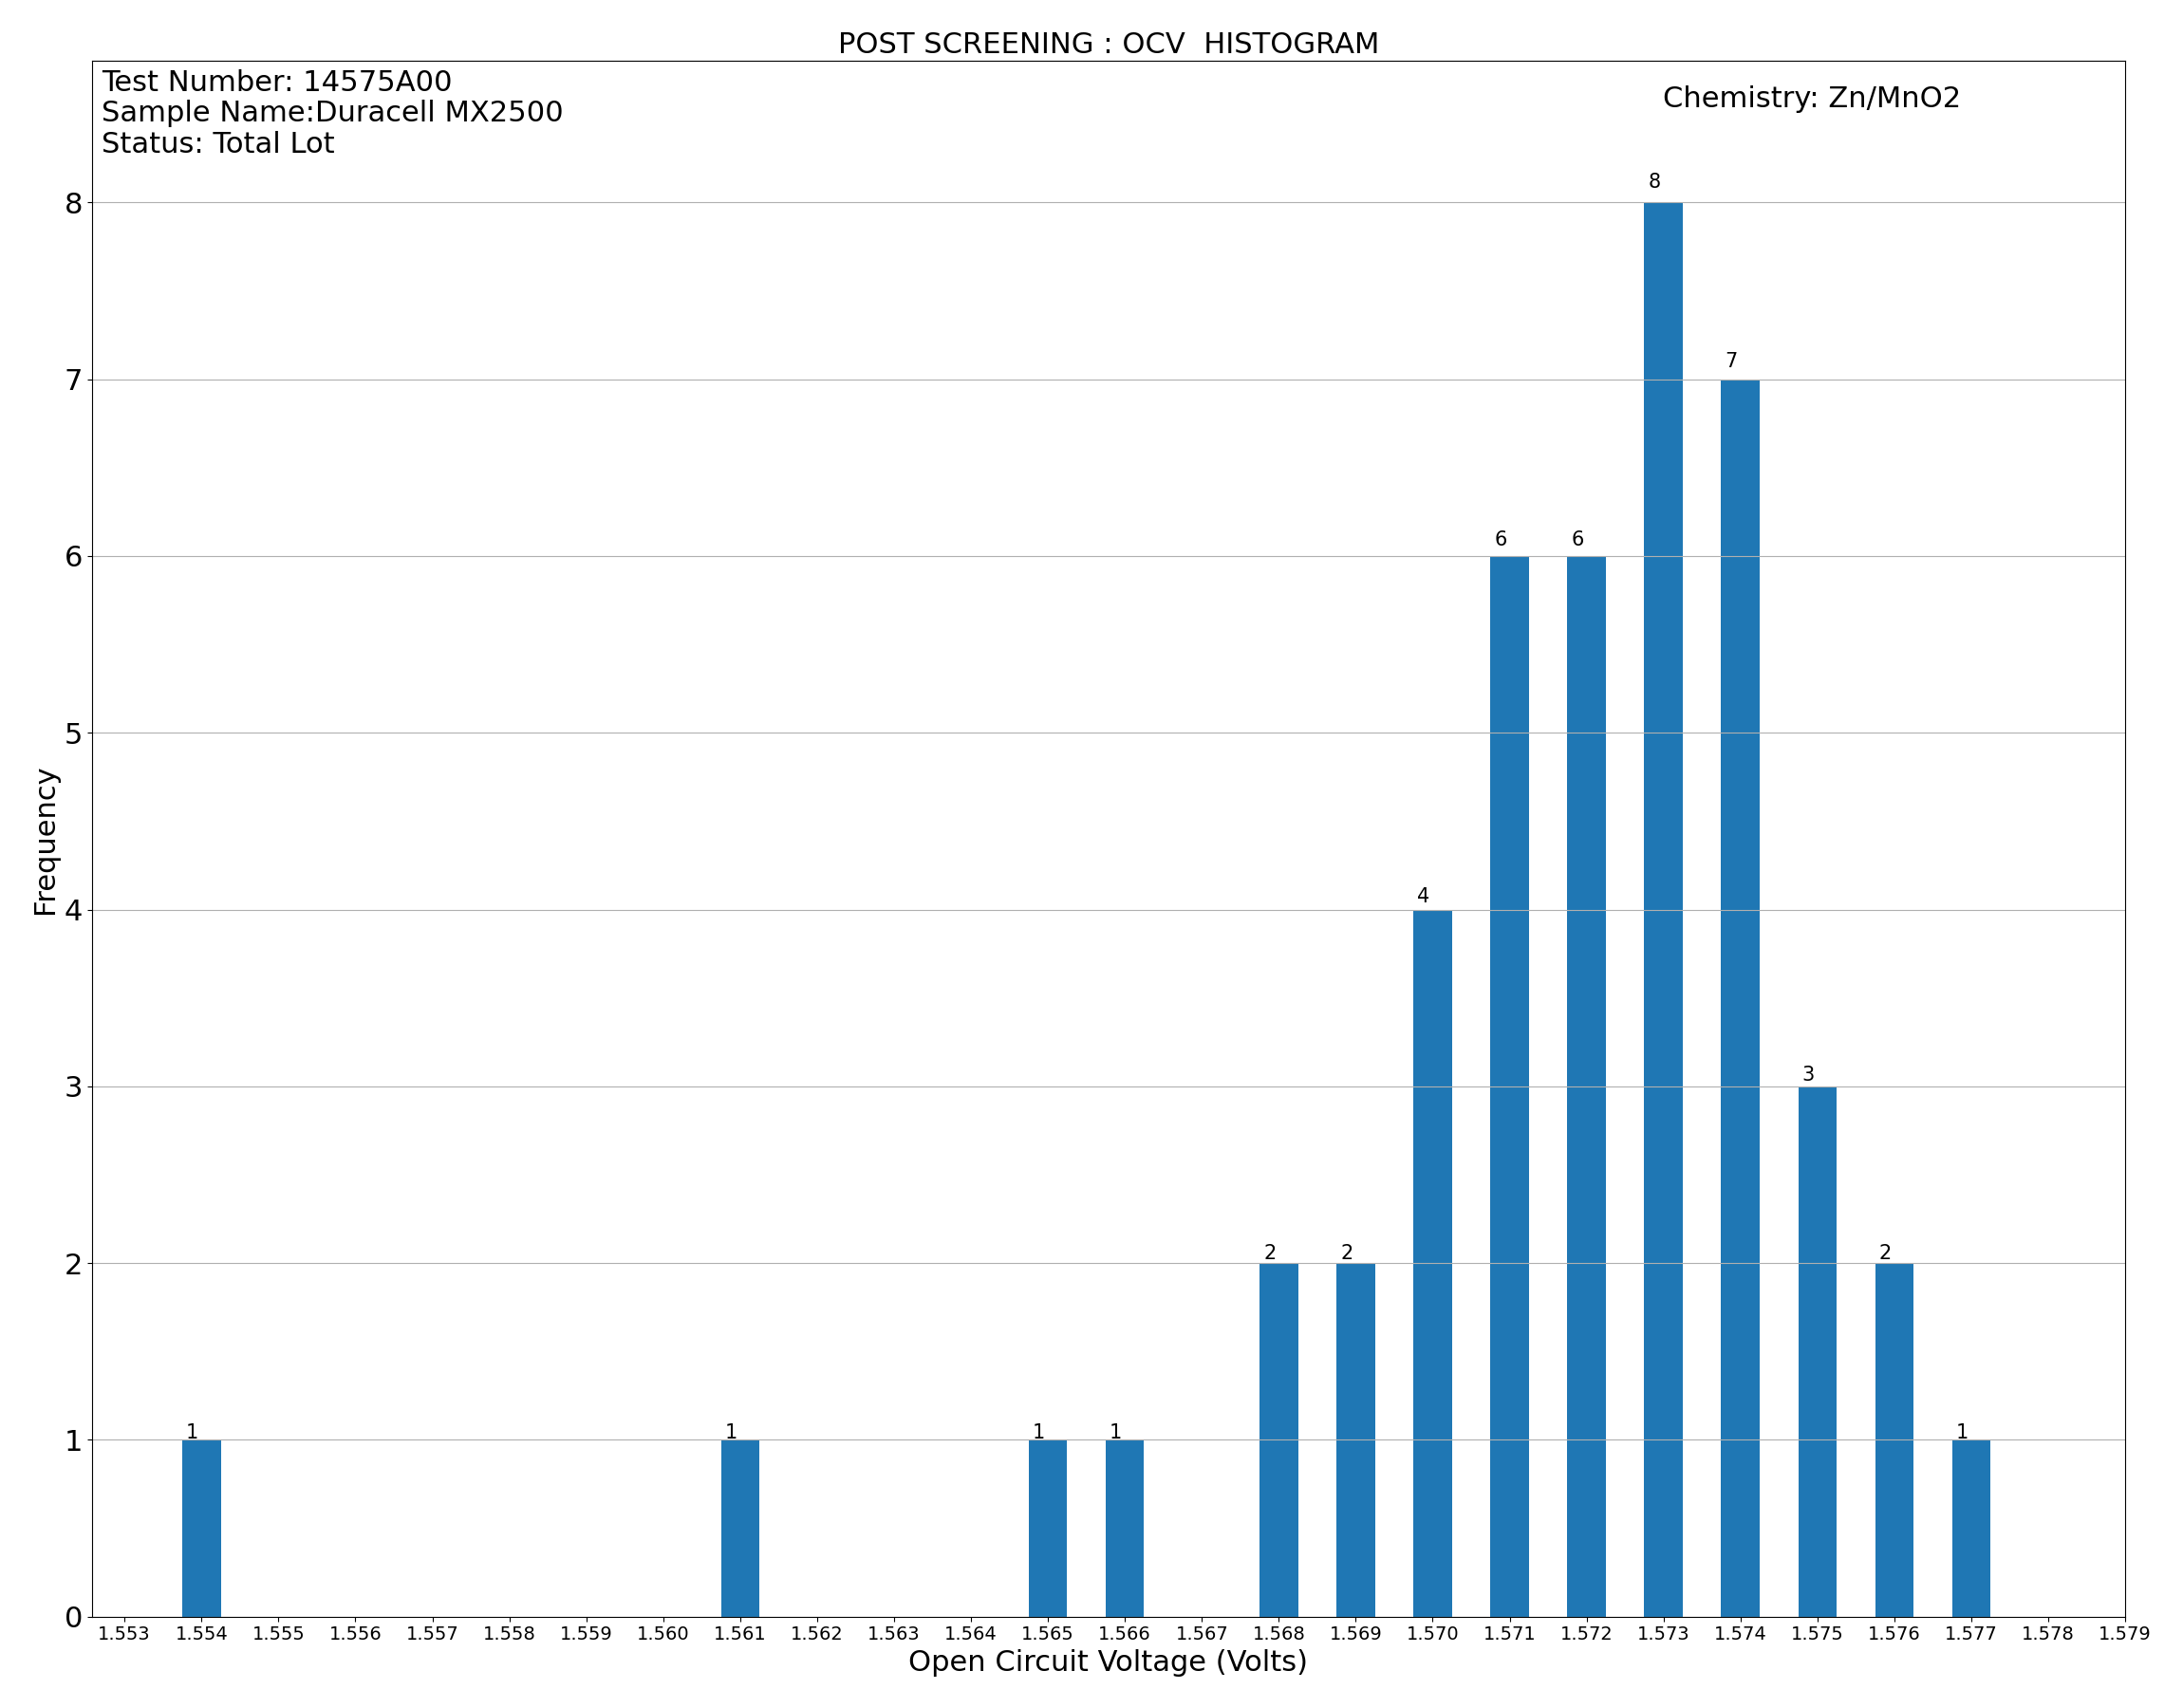 POST SCREENING : OCV  HISTOGRAM
Test Number: 14575A00
Sample Name:Duracell MX2500
Status: Total Lot
Chemistry: Zn/MnO2
8
8
7
7
6
6
6
5
4
4
3
3
2
2
2
2
1
1
1
1
1
1
0
Frequency
1.553 1.554 1.555 1.556 1.557 1.558 1.559 1.560 1.561 1.562 1.563 1.564 1.565 1.566 1.567 1.568 1.569 1.570 1.571 1.572 1.573 1.574 1.575 1.576 1.577 1.578 1.579
Open Circuit Voltage (Volts)